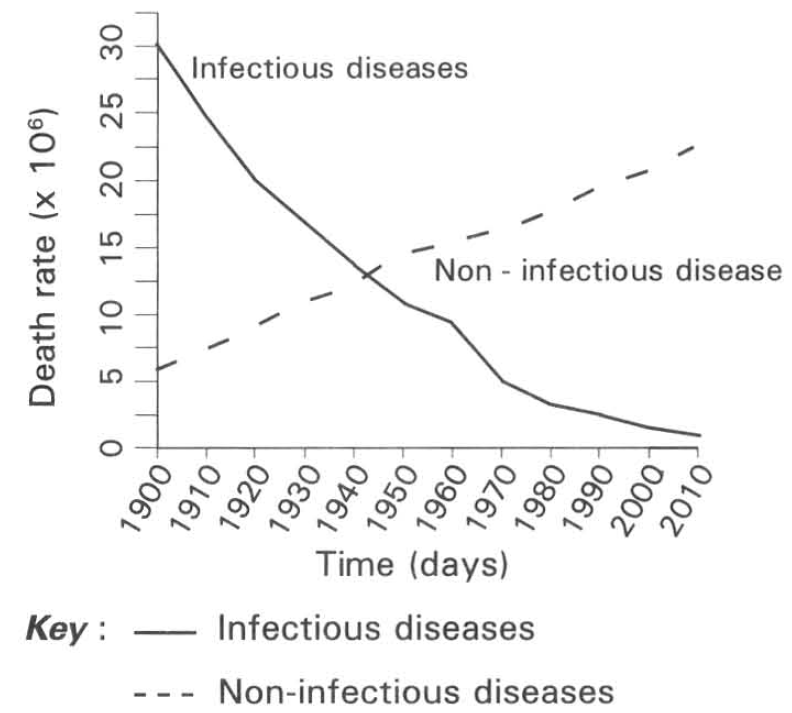 30
Infectious diseases
25
20
15
Non - infectious disease
10
5
0
Death rate (x 10⁶)
1900 1910 1920 1930 1940 1950 1960 1970 1980 1990 2000 2010
Time (days)
Key : Infectious diseases
Non-infectious diseases